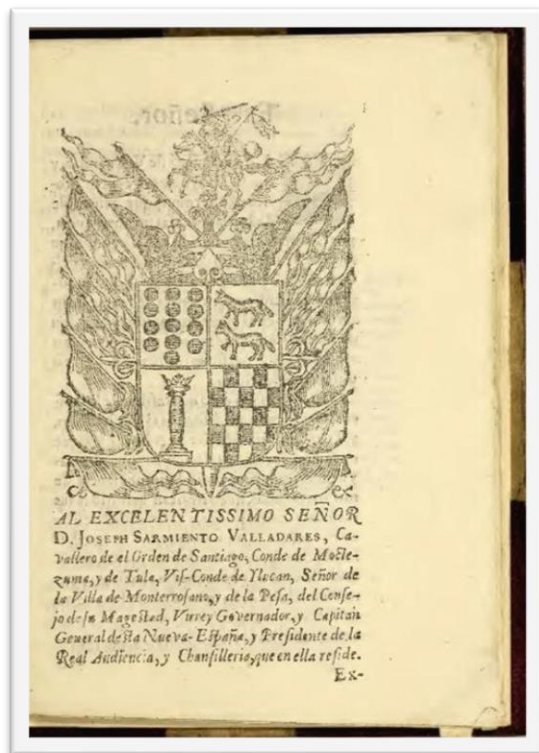 AL EXCELENTISSIMO SEÑOR
D. JOSEPH SARMIENTO VALLADARES, Ca-
vallero de el Orden de Santiago, Conde de Mocte-
zuma, y de Tula, Vis-Conde de Ylucan, Señor de
la Villa de Monterrosano, y de la Pesa, del Conse-
jo de su Magestad, Virrey Governador, y Capitan
General desta Nueva-España, y Presidente de la
Real Audiencia, y Chansilleria, que en ella reside.
Ex-